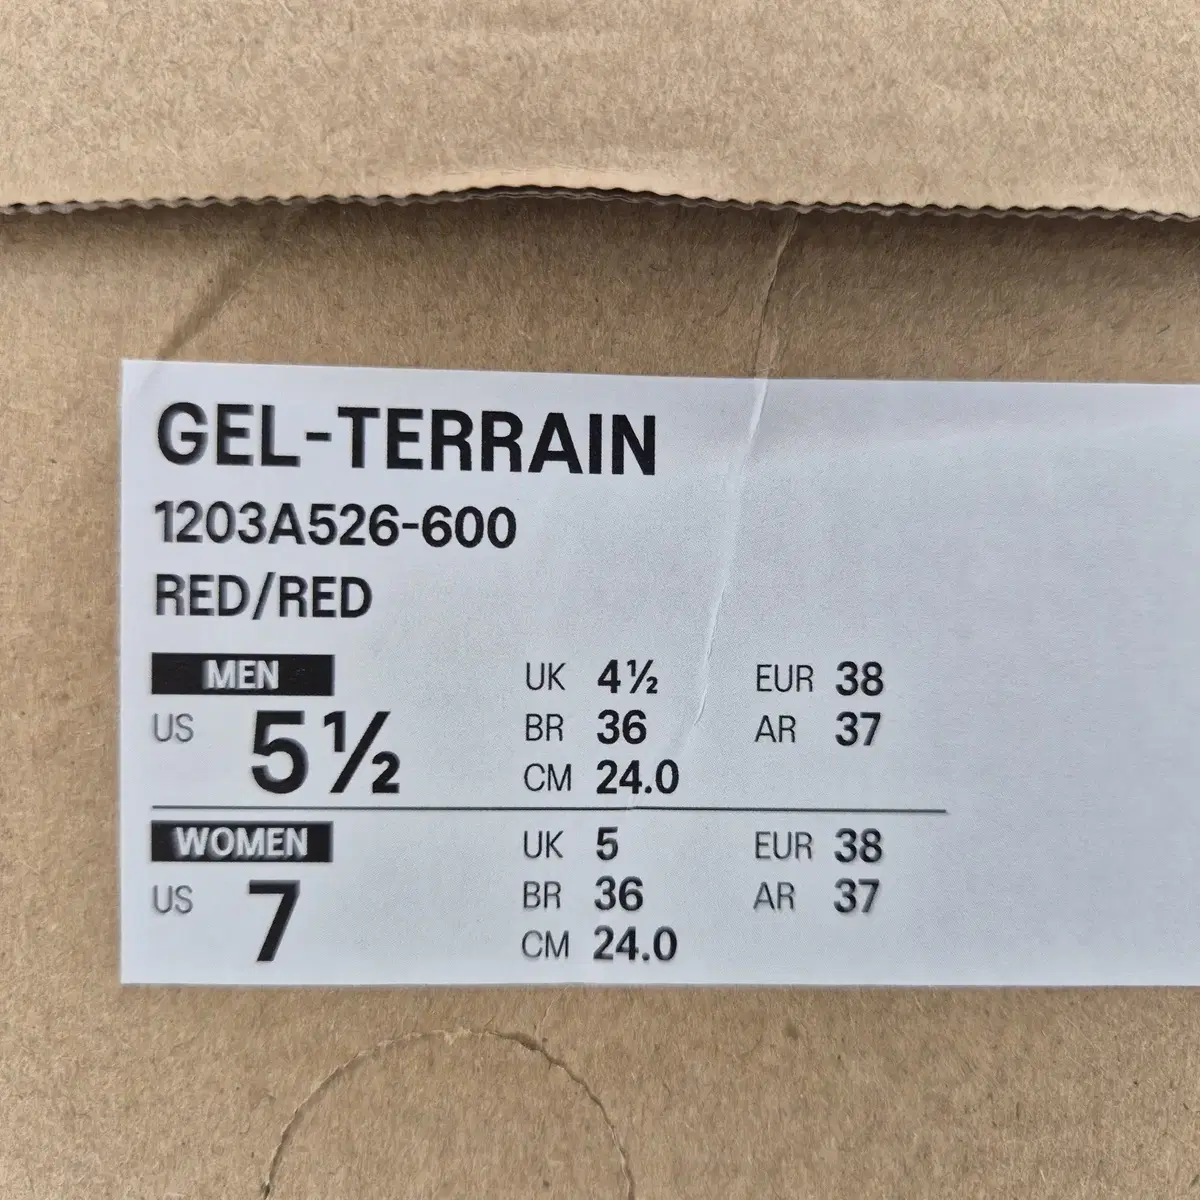 GEL-TERRAIN
1203A526-600
RED/RED
MEN
US 5½
UK 4½ EUR 38
BR 36 AR 37
CM 24.0
WOMEN
US 7
UK 5 EUR 38
BR 36 AR 37
CM 24.0